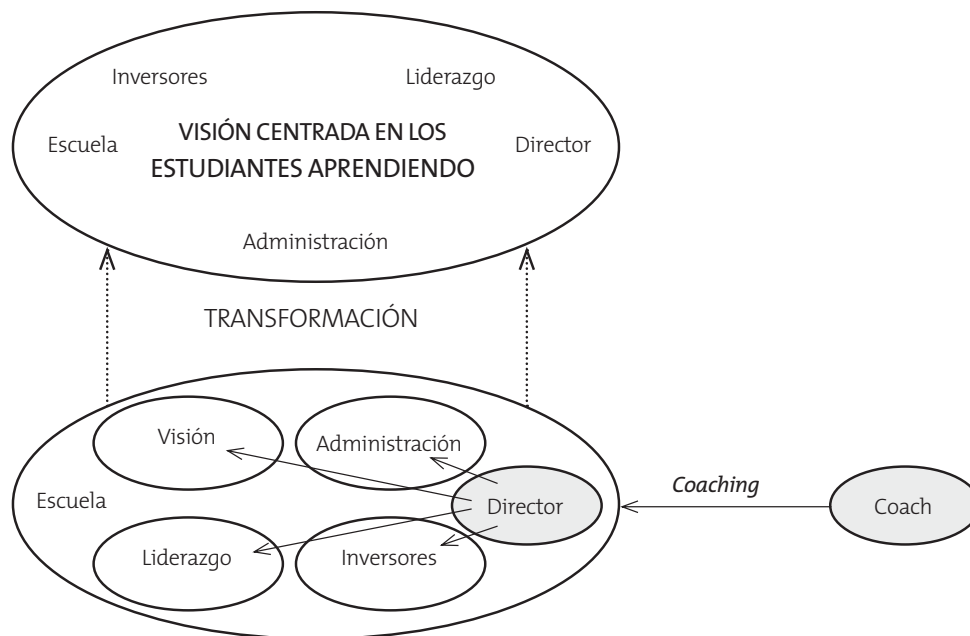 Inversores
Liderazgo
Escuela
VISIÓN CENTRADA EN LOS
ESTUDIANTES APRENDIENDO
Director
Administración
TRANSFORMACIÓN
Visión
Administración
Escuela
Director
Coaching
Coach
Liderazgo
Inversores